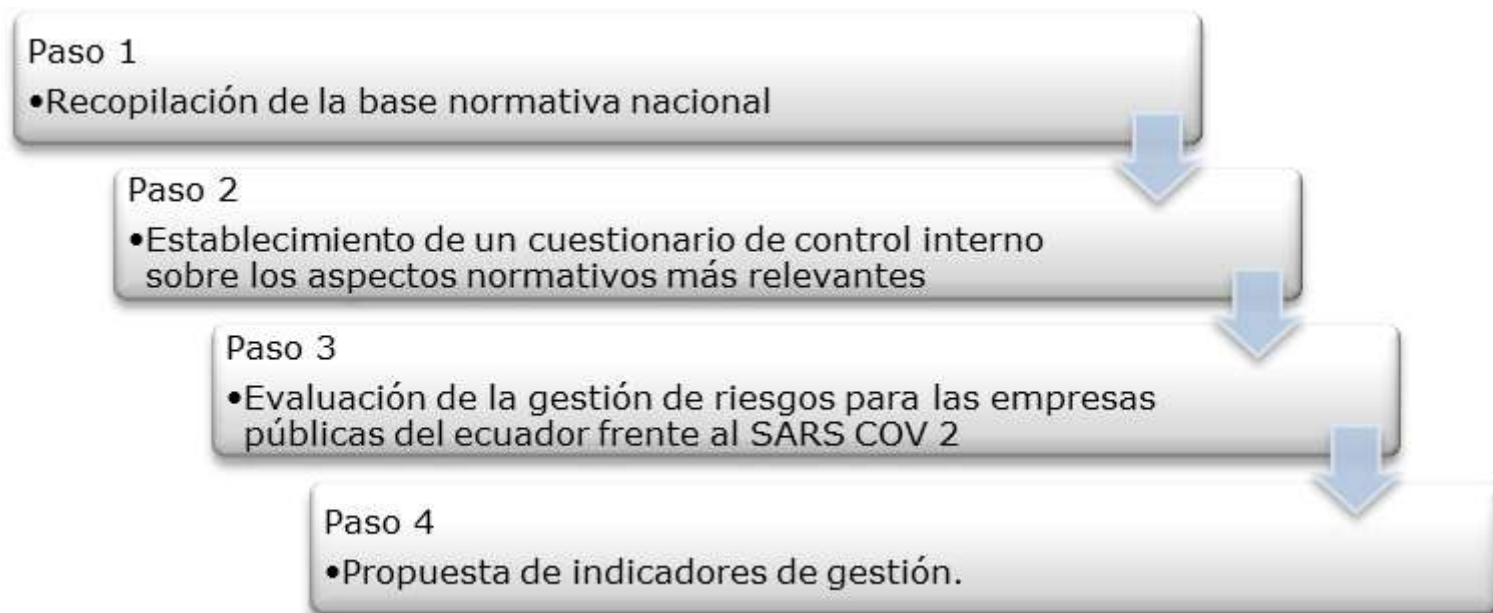 Paso 1
•Recopilación de la base normativa nacional
Paso 2
•Establecimiento de un cuestionario de control interno
sobre los aspectos normativos más relevantes
Paso 3
•Evaluación de la gestión de riesgos para las empresas
públicas del ecuador frente al SARS COV 2
Paso 4
•Propuesta de indicadores de gestión.